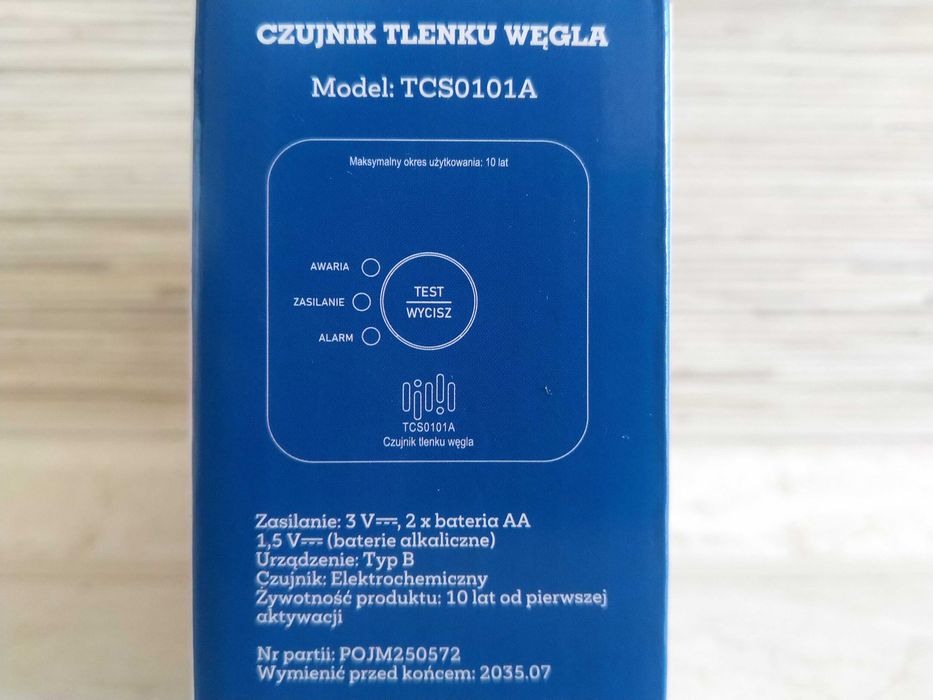 CZUJNIK TLENKU WĘGLA
Model: TCS0101A
Maksymalny okres użytkowania: 10 lat
AWARIA
ZASILANIE
ALARM
TEST
WYCISZ
TCS0101A
Czujnik tlenku węgla
Zasilanie: 3 V⎓, 2 x bateria AA
1,5 V⎓ (baterie alkaliczne)
Urządzenie: Typ B
Czujnik: Elektrochemiczny
Żywotność produktu: 10 lat od pierwszej
aktywacji
Nr partii: POJM250572
Wymienić przed końcem: 2035.07